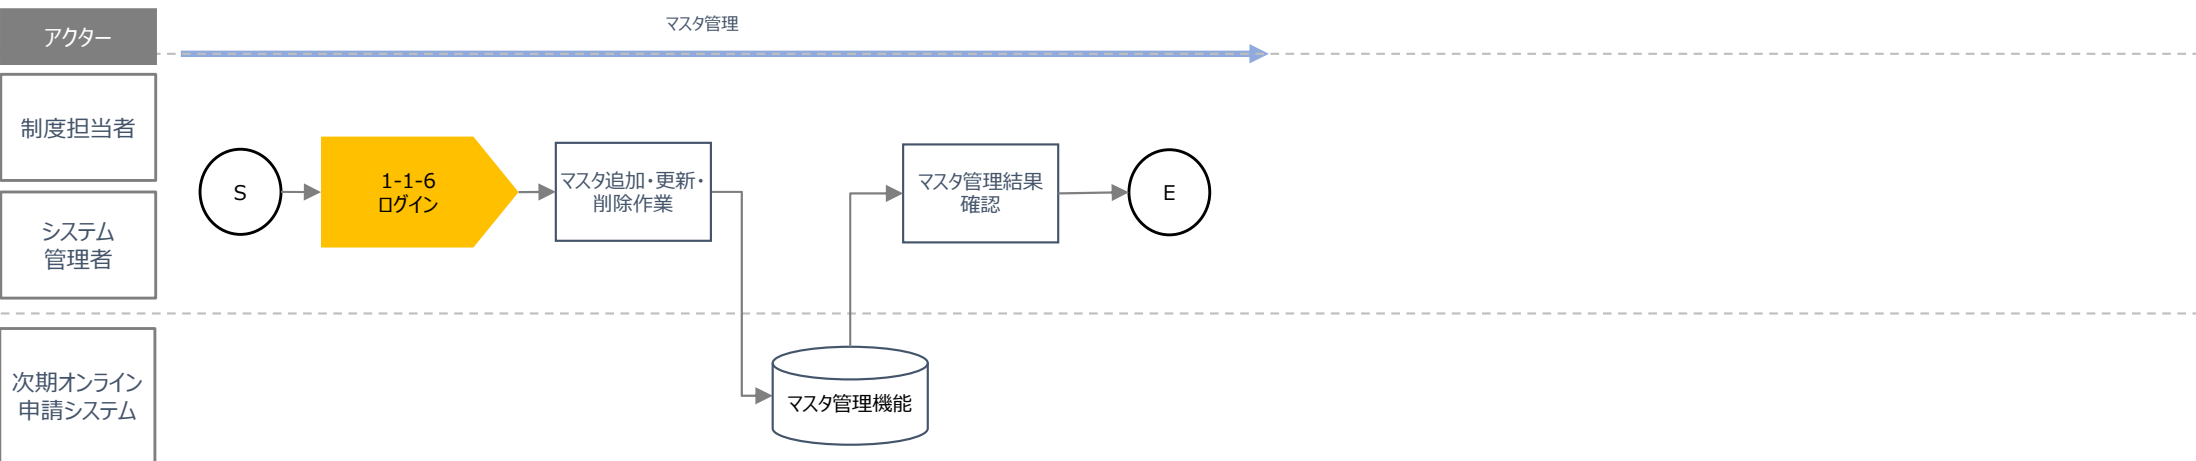 マスタ管理
アクター
制度担当者
システム
管理者
S
1-1-6
ログイン
マスタ追加・更新・
削除作業
マスタ管理結果
確認
E
次期オンライン
申請システム
マスタ管理機能